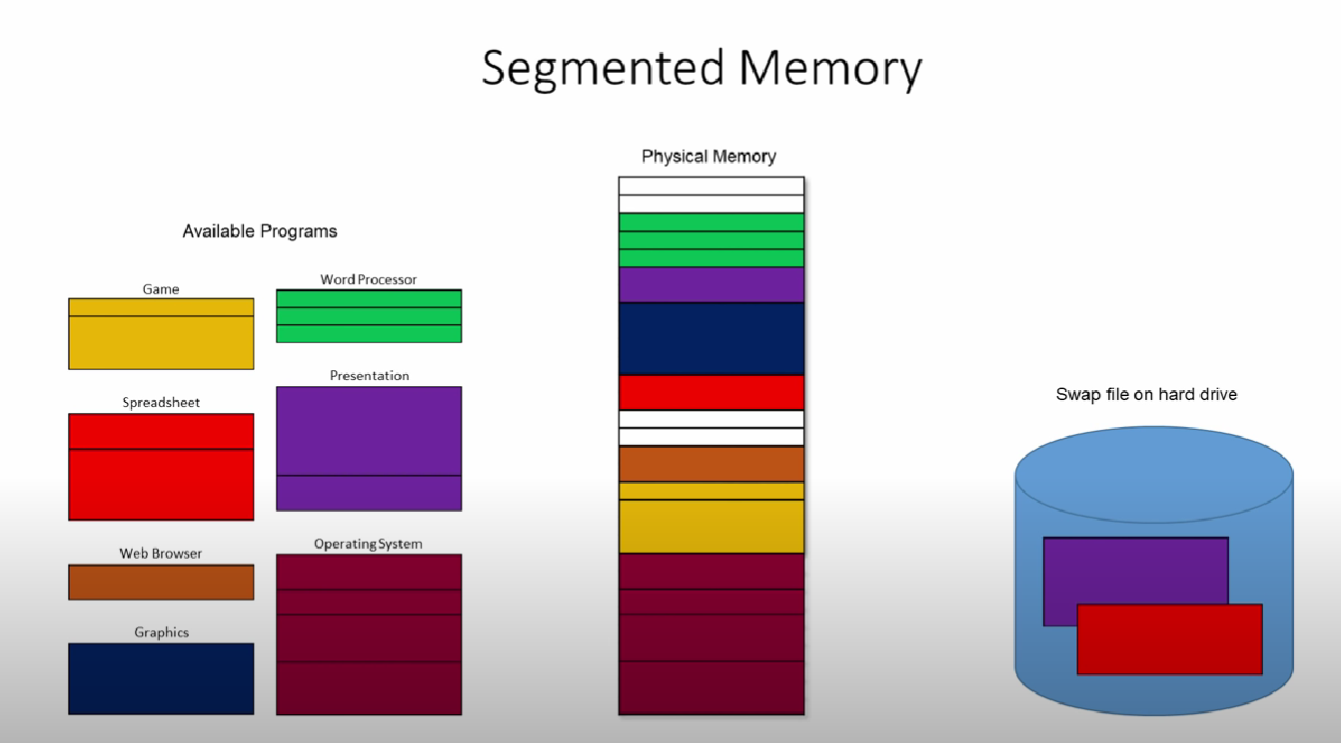 Segmented Memory
Physical Memory
Available Programs
Game
Word Processor
Spreadsheet
Presentation
Web Browser
Operating System
Graphics
Swap file on hard drive